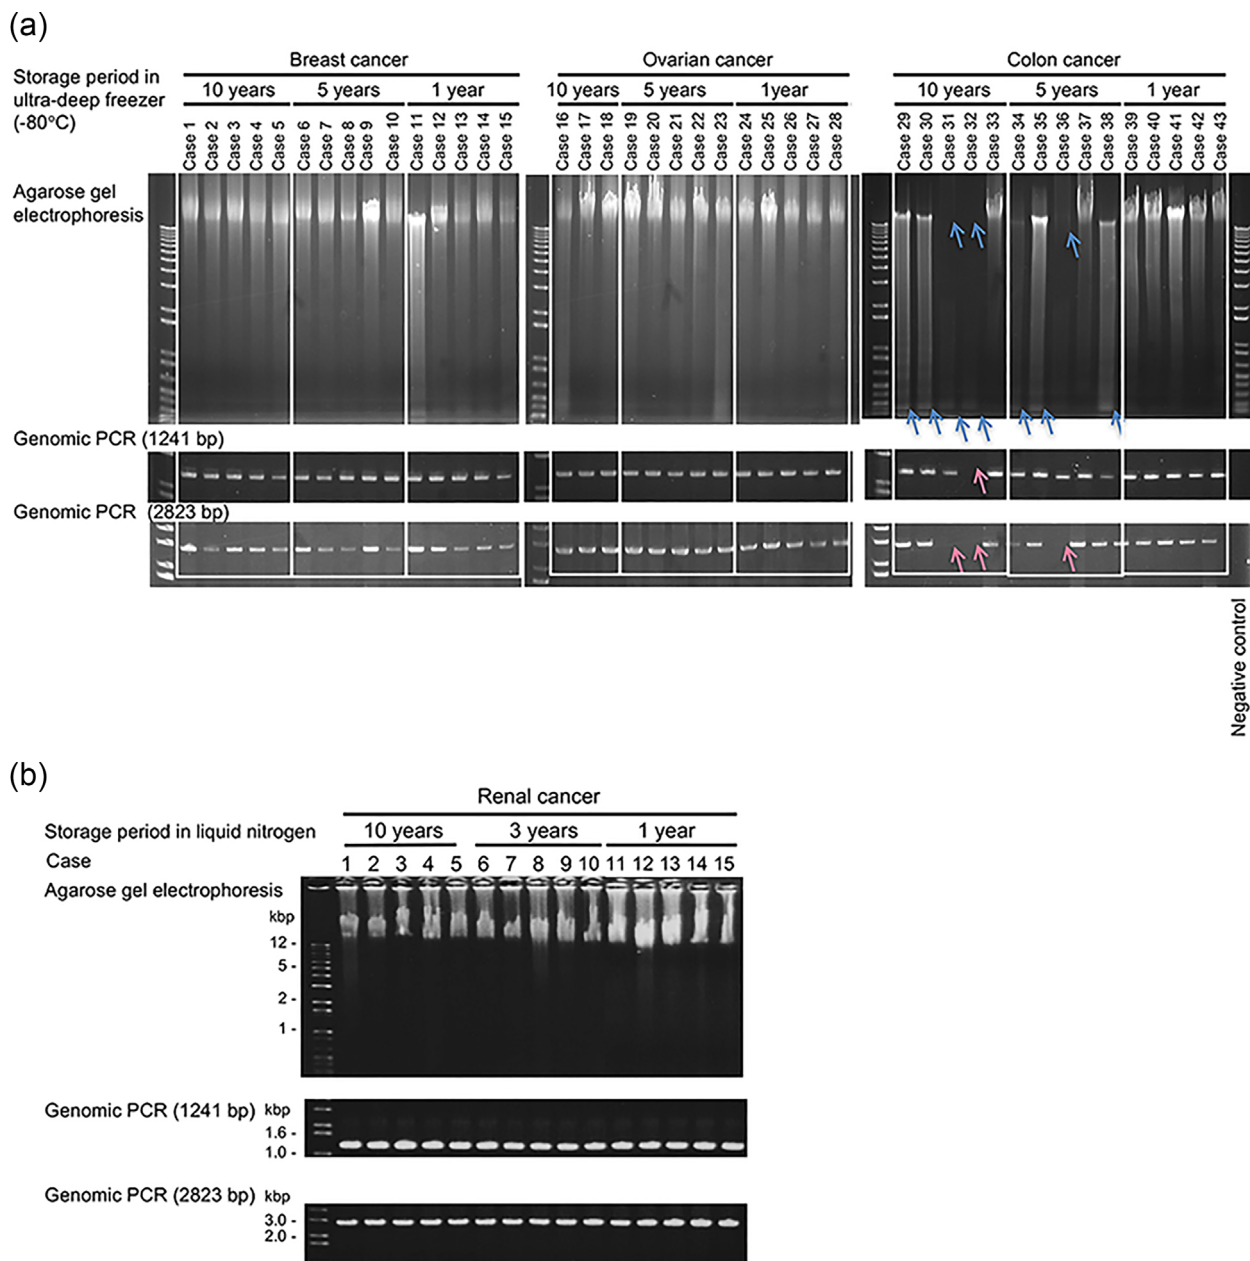 (a)
Breast cancer
Ovarian cancer
Colon cancer
Storage period in
ultra-deep freezer
(-80°C)
10 years
5 years
1 year
10 years
5 years
1year
10 years
5 years
1 year
Case 1
Case 2
Case 3
Case 4
Case 5
Case 6
Case 7
Case 8
Case 9
Case 10
Case 11
Case 12
Case 13
Case 14
Case 15
Case 16
Case 17
Case 18
Case 19
Case 20
Case 21
Case 22
Case 23
Case 24
Case 25
Case 26
Case 27
Case 28
Case 29
Case 30
Case 31
Case 32
Case 33
Case 34
Case 35
Case 36
Case 37
Case 38
Case 39
Case 40
Case 41
Case 42
Case 43
Agarose gel
electrophoresis
Genomic PCR (1241 bp)
Genomic PCR (2823 bp)
Negative control
(b)
Renal cancer
Storage period in liquid nitrogen
10 years
3 years
1 year
Case
1 2 3 4 5 6 7 8 9 10 11 12 13 14 15
Agarose gel electrophoresis
kbp
12 -
5 -
2 -
1 -
Genomic PCR (1241 bp)
kbp
1.6 -
1.0 -
Genomic PCR (2823 bp)
kbp
3.0 -
2.0 -